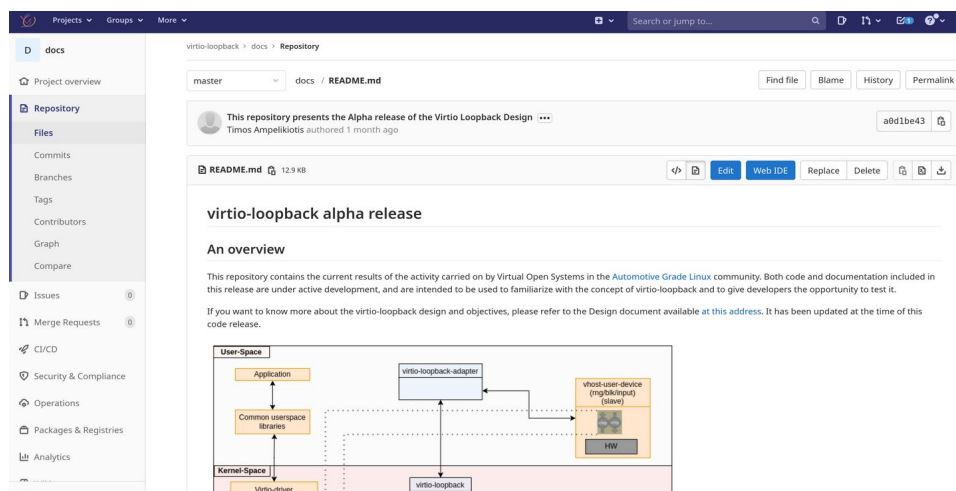 Projects Groups More Search or jump to...
D docs
virtio-loopback > docs > Repository
Project overview
master docs / README.md Find file Blame History Permalink
Repository
Files
Commits
Branches
Tags
Contributors
Graph
Compare
Issues 0
Merge Requests 0
CI/CD
Security & Compliance
Operations
Packages & Registries
Analytics
This repository presents the Alpha release of the Virtio Loopback Design
Timos Ampelikiotis authored 1 month ago
a0d1be43
README.md 12.9 KB
Edit Web IDE Replace Delete
virtio-loopback alpha release
An overview
This repository contains the current results of the activity carried on by Virtual Open Systems in the Automotive Grade Linux community. Both code and documentation included in
this release are under active development, and are intended to be used to familiarize with the concept of virtio-loopback and to give developers the opportunity to test it.
If you want to know more about the virtio-loopback design and objectives, please refer to the Design document available at this address. It has been updated at the time of this
code release.
User-Space
Application
virtio-loopback-adapter
vhost-user-device
(rng/blk/input)
(slave)
Common userspace
libraries
HW
Kernel-Space
Virtio-driver
virtio-loopback